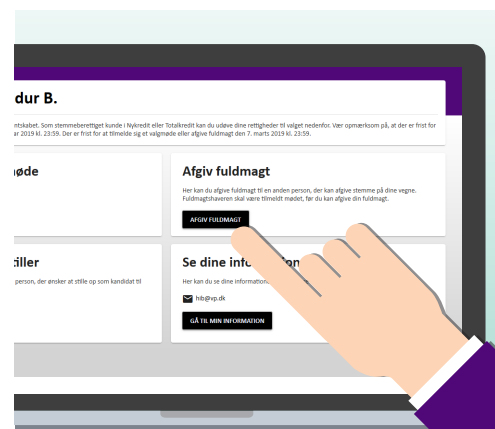 dur B.
ntskabet. Som stemmeberettiget kunde i Nykredit eller Totalkredit kan du udøve dine rettigheder til valget nedenfor. Vær opmærksom på, at der er frist for
ar 2019 kl. 23:59. Der er frist for at tilmelde sig et valgmøde eller afgive fuldmagt den 7. marts 2019 kl. 23:59.
øde
Afgiv fuldmagt
Her kan du afgive fuldmagt til en anden person, der kan afgive stemme på dine vegne.
Fuldmagtshaveren skal være tilmeldt mødet, før du kan afgive din fuldmagt.
AFGIV FULDMAGT
tiller
person, der ønsker at stille op som kandidat til
Se dine info on
Her kan du se dine information
hib@vp.dk
GÅ TIL MIN INFORMATION